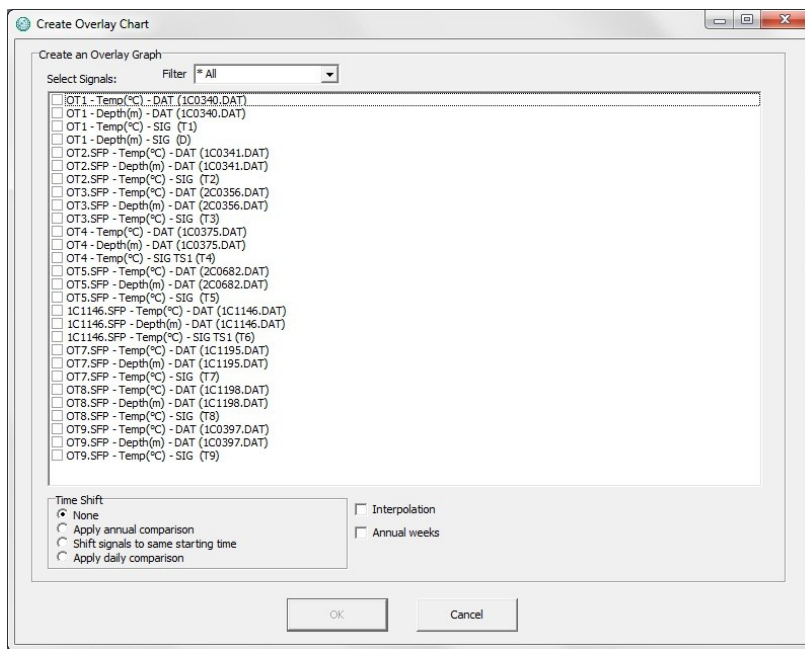 Create Overlay Chart
Create an Overlay Graph
Select Signals:
Filter
* All
OT1 - Temp(°C) - DAT (1C0340.DAT)
OT1 - Depth(m) - DAT (1C0340.DAT)
OT1 - Temp(°C) - SIG (T1)
OT1 - Depth(m) - SIG (D)
OT2.SFP - Temp(°C) - DAT (1C0341.DAT)
OT2.SFP - Depth(m) - DAT (1C0341.DAT)
OT2.SFP - Temp(°C) - SIG (T2)
OT3.SFP - Temp(°C) - DAT (2C0356.DAT)
OT3.SFP - Depth(m) - DAT (2C0356.DAT)
OT3.SFP - Temp(°C) - SIG (T3)
OT4 - Temp(°C) - DAT (1C0375.DAT)
OT4 - Depth(m) - DAT (1C0375.DAT)
OT4 - Temp(°C) - SIG TS1 (T4)
OT5.SFP - Temp(°C) - DAT (2C0682.DAT)
OT5.SFP - Depth(m) - DAT (2C0682.DAT)
OT5.SFP - Temp(°C) - SIG (T5)
1C1146.SFP - Temp(°C) - DAT (1C1146.DAT)
1C1146.SFP - Depth(m) - DAT (1C1146.DAT)
1C1146.SFP - Temp(°C) - SIG TS1 (T6)
OT7.SFP - Temp(°C) - DAT (1C1195.DAT)
OT7.SFP - Depth(m) - DAT (1C1195.DAT)
OT7.SFP - Temp(°C) - SIG (T7)
OT8.SFP - Temp(°C) - DAT (1C1198.DAT)
OT8.SFP - Depth(m) - DAT (1C1198.DAT)
OT8.SFP - Temp(°C) - SIG (T8)
OT9.SFP - Temp(°C) - DAT (1C0397.DAT)
OT9.SFP - Depth(m) - DAT (1C0397.DAT)
OT9.SFP - Temp(°C) - SIG (T9)
Time Shift
None
Apply annual comparison
Shift signals to same starting time
Apply daily comparison
Interpolation
Annual weeks
OK
Cancel